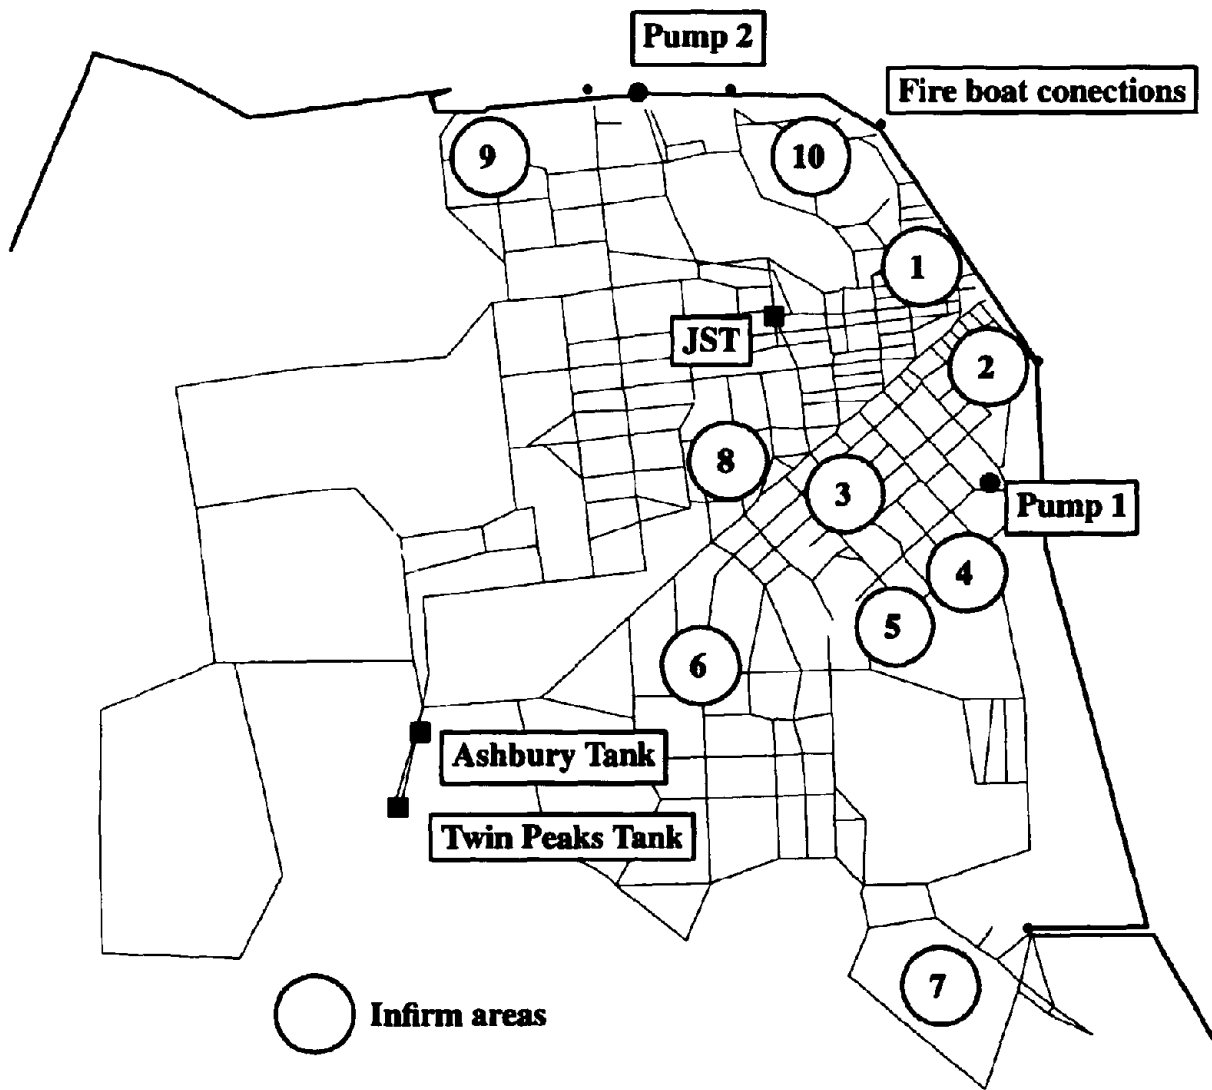 Pump 2
Fire boat conections
9
10
1
JST
2
8
3
Pump 1
4
5
6
Ashbury Tank
Twin Peaks Tank
7
Infirm areas